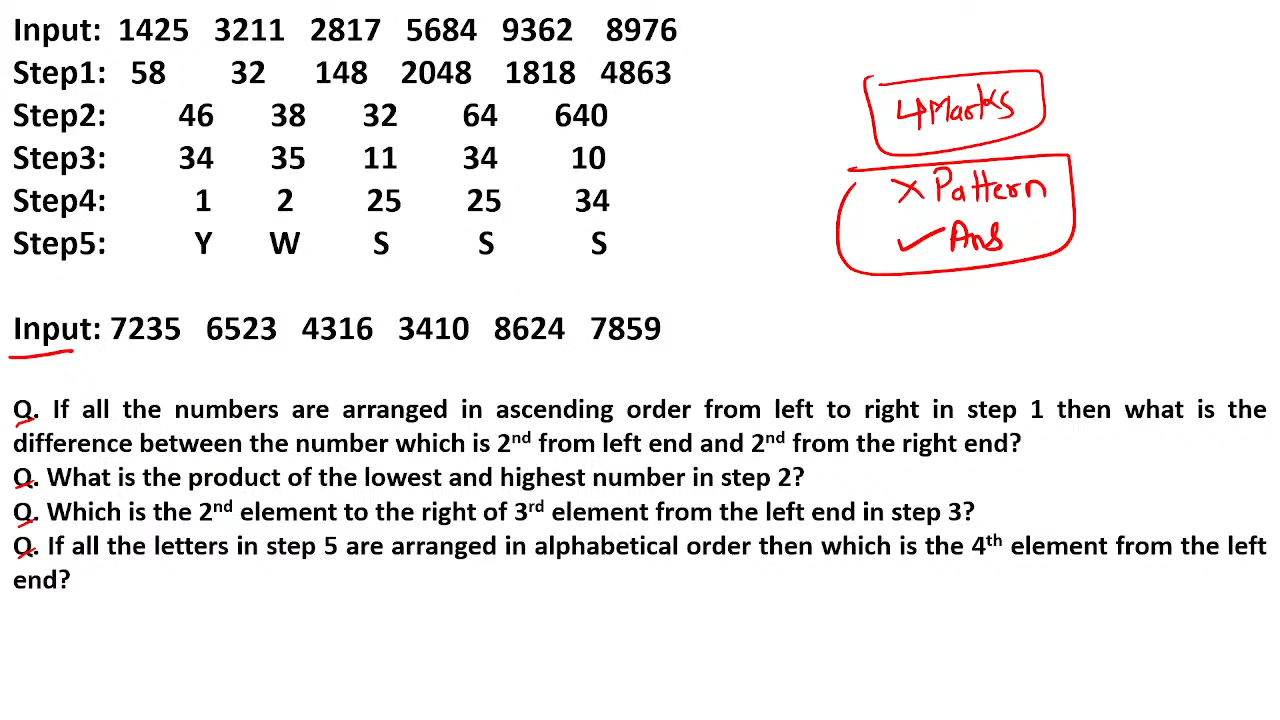 Input: 1425 3211 2817 5684 9362 8976
Step1: 58 32 148 2048 1818 4863
Step2: 46 38 32 64 640
Step3: 34 35 11 34 10
Step4: 1 2 25 25 34
Step5: Y W S S S
4Marks
× Pattern
✓ Ans
Input: 7235 6523 4316 3410 8624 7859
Q. If all the numbers are arranged in ascending order from left to right in step 1 then what is the
difference between the number which is 2nd from left end and 2nd from the right end?
Q. What is the product of the lowest and highest number in step 2?
Q. Which is the 2nd element to the right of 3rd element from the left end in step 3?
Q. If all the letters in step 5 are arranged in alphabetical order then which is the 4th element from the left
end?